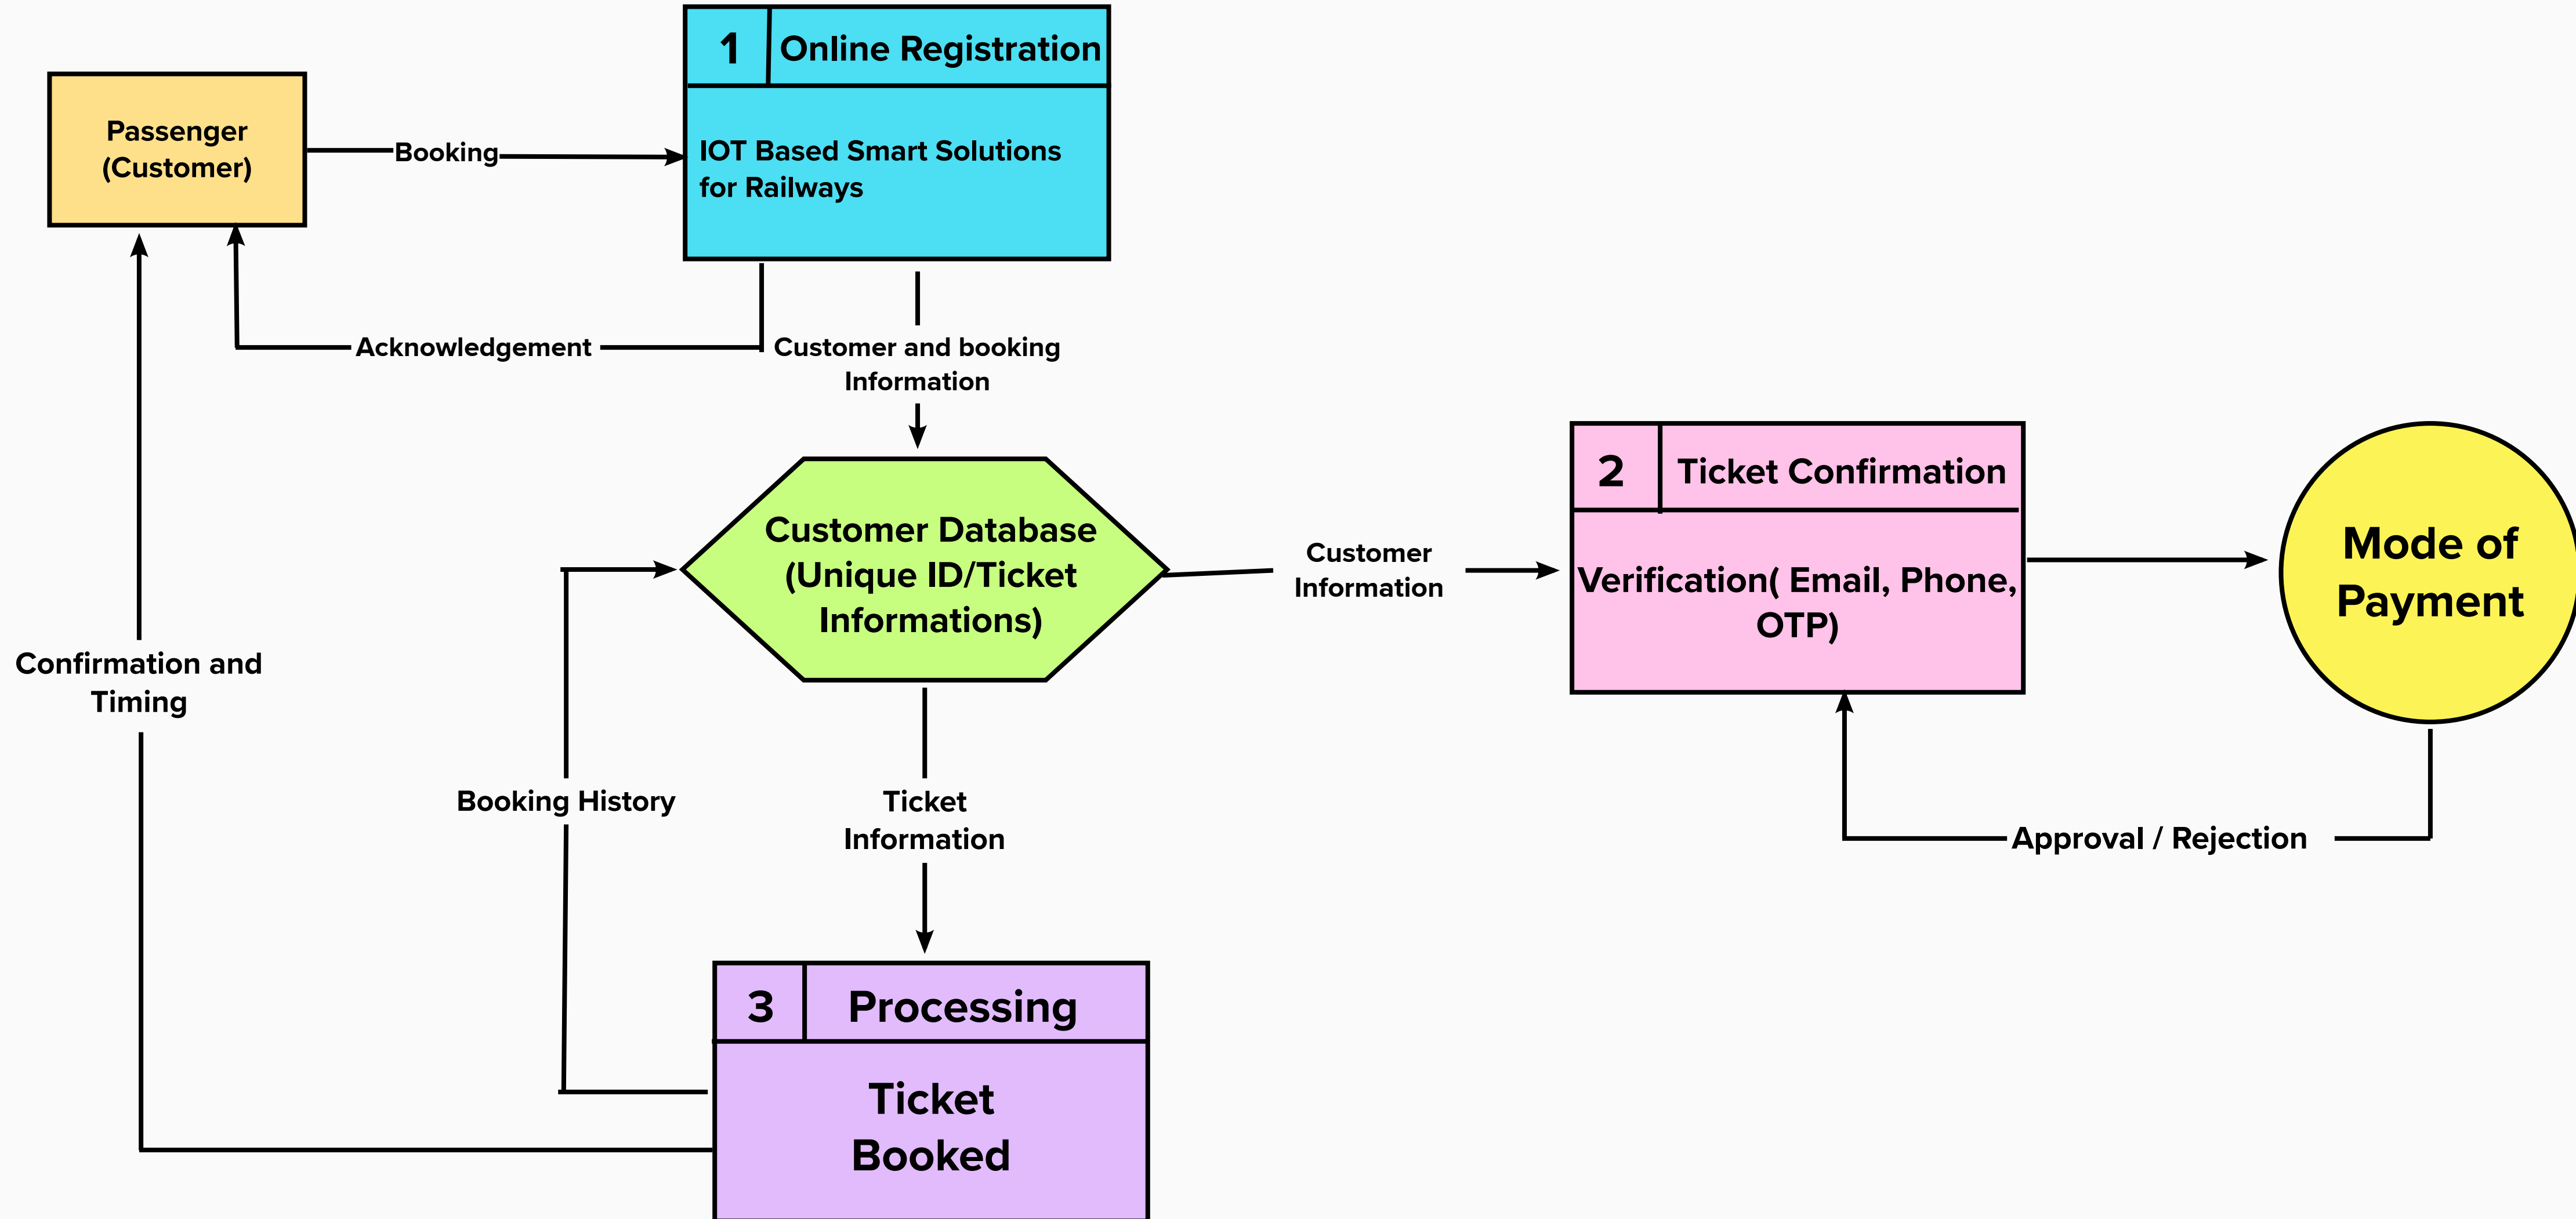 1
Online Registration
Passenger
(Customer)
Booking
IOT Based Smart Solutions
for Railways
Acknowledgement
Customer and booking
Information
2
Ticket Confirmation
Customer Database
(Unique ID/Ticket
Informations)
Customer
Information
Verification( Email, Phone,
OTP)
Mode of
Payment
Confirmation and
Timing
Booking History
Ticket
Information
Approval / Rejection
3
Processing
Ticket
Booked